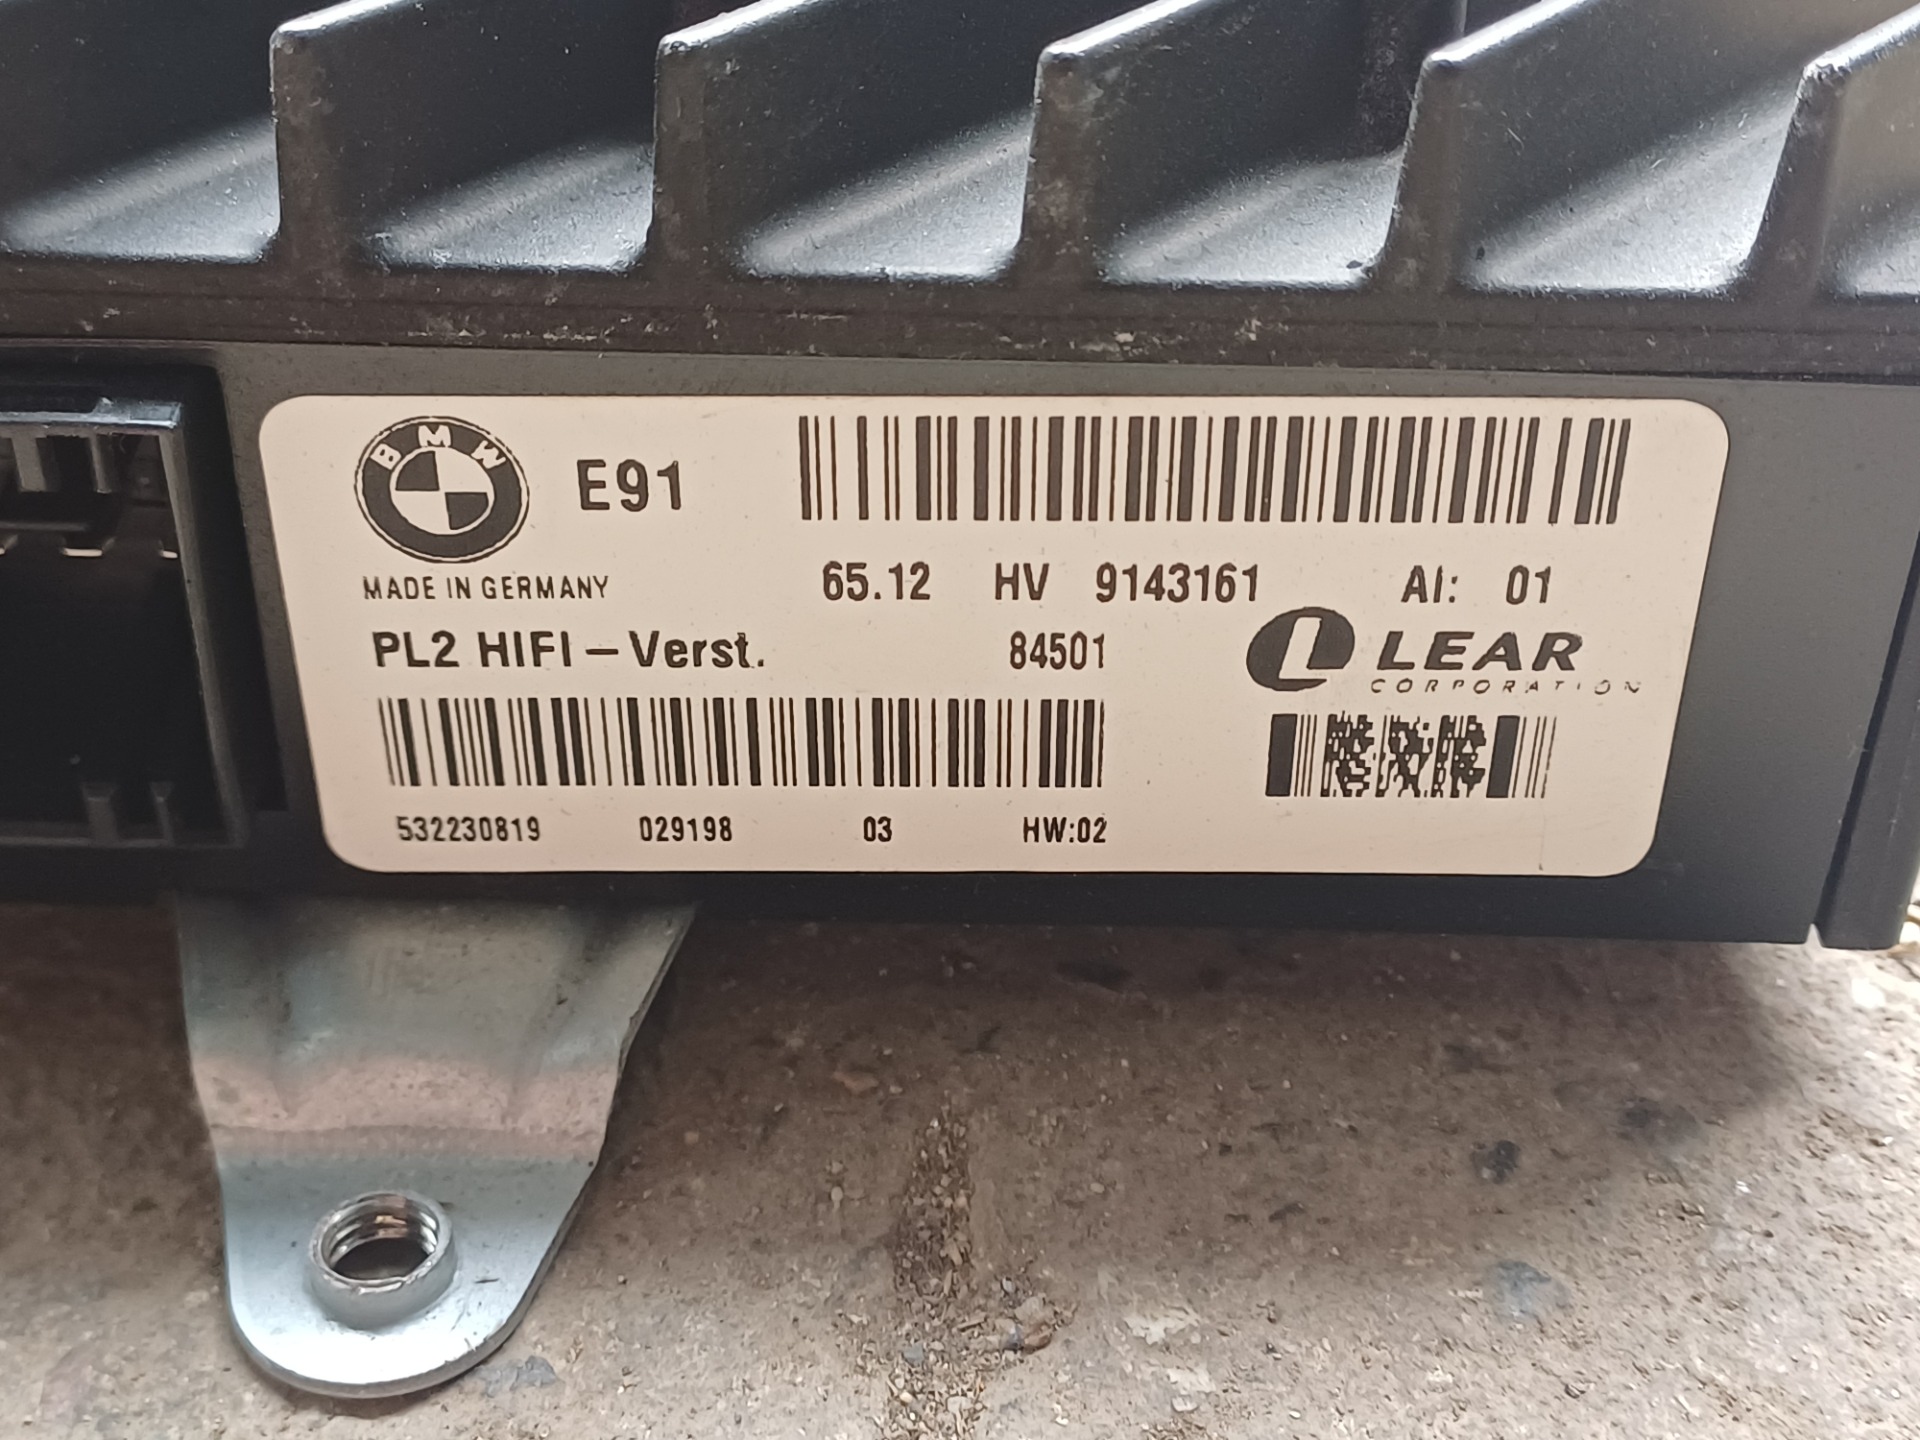 BMW E91
MADE IN GERMANY 65.12 HV 9143161 AI: 01
PL2 HIFI – Verst. 84501 LEAR
CORPORATION
532230819 029198 03 HW:02